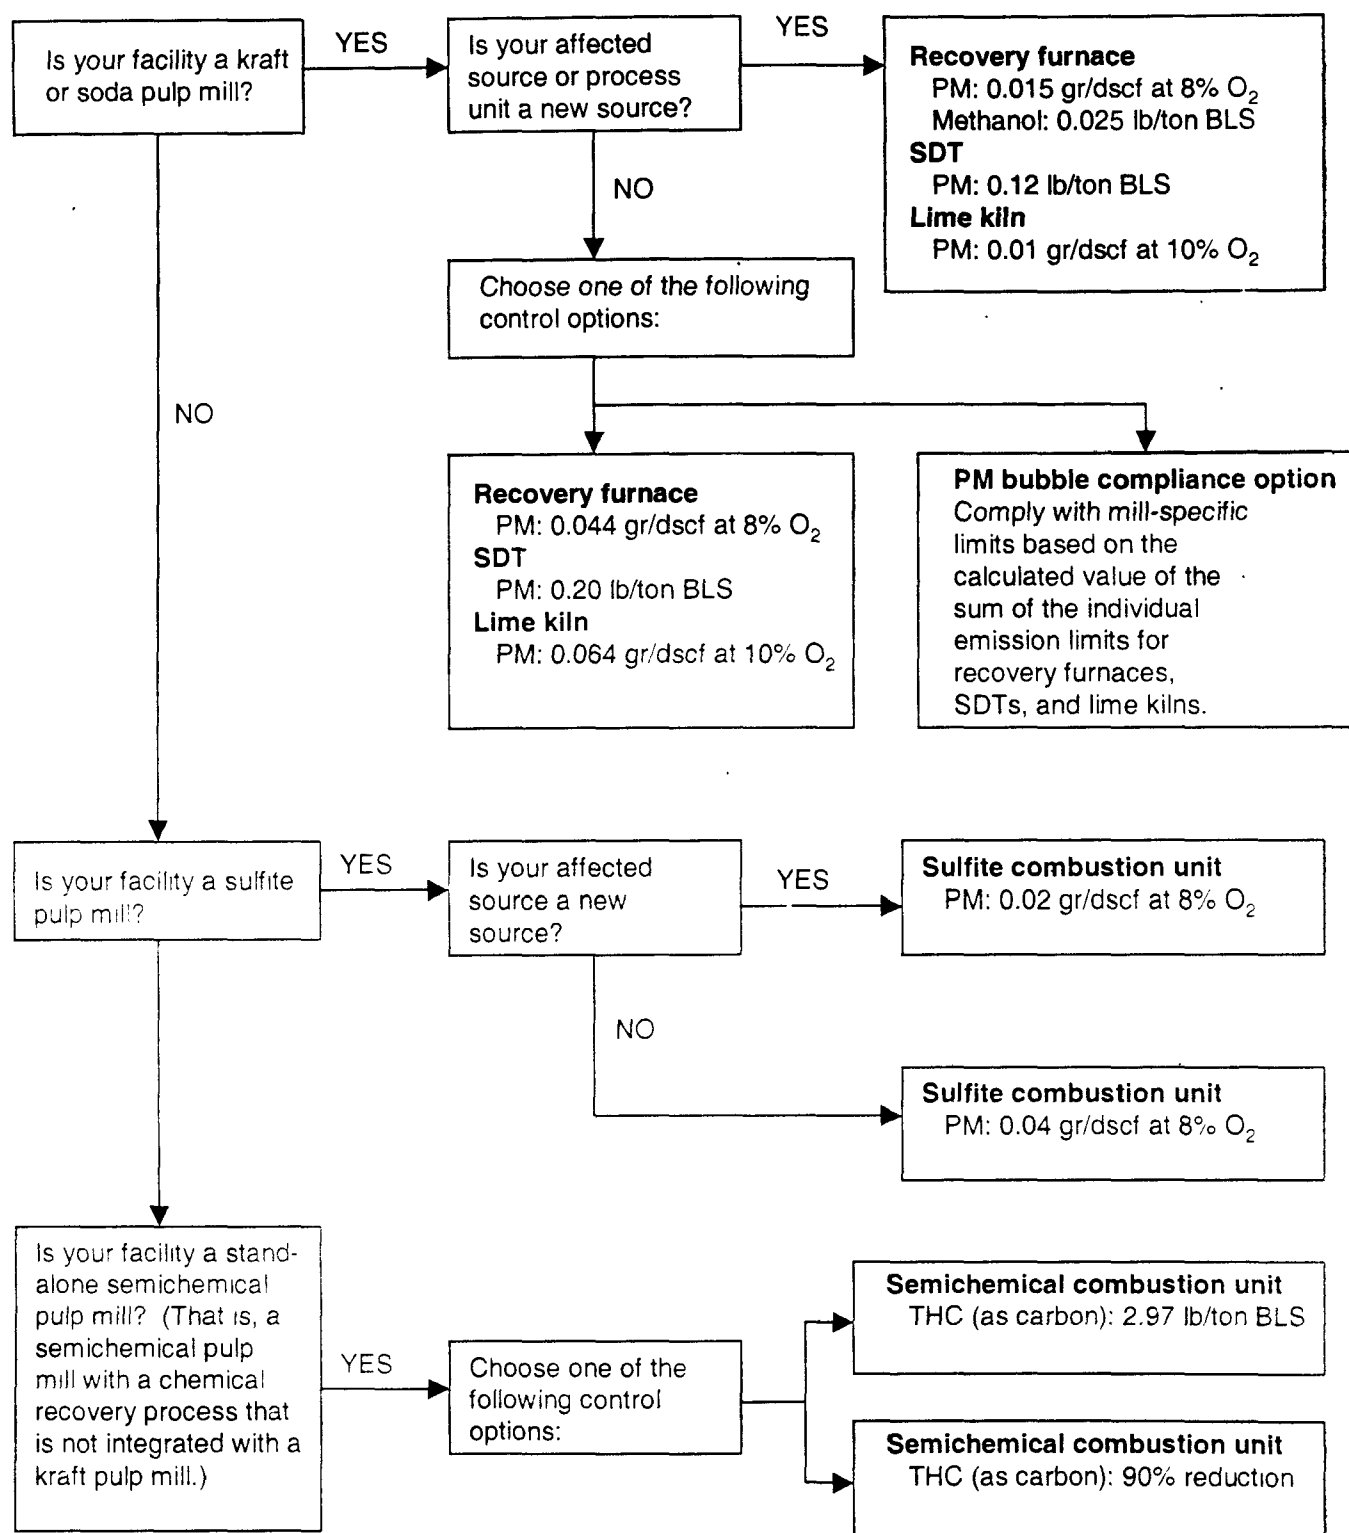 Is your facility a kraft
or soda pulp mill?
YES
Is your affected
source or process
unit a new source?
YES
Recovery furnace
PM: 0.015 gr/dscf at 8% O2
Methanol: 0.025 lb/ton BLS
SDT
PM: 0.12 lb/ton BLS
Lime kiln
PM: 0.01 gr/dscf at 10% O2
NO
Choose one of the following
control options:
NO
Recovery furnace
PM: 0.044 gr/dscf at 8% O2
SDT
PM: 0.20 lb/ton BLS
Lime kiln
PM: 0.064 gr/dscf at 10% O2
PM bubble compliance option
Comply with mill-specific
limits based on the
calculated value of the
sum of the individual
emission limits for
recovery furnaces,
SDTs, and lime kilns.
Is your facility a sulfite
pulp mill?
YES
Is your affected
source a new
source?
YES
Sulfite combustion unit
PM: 0.02 gr/dscf at 8% O2
NO
Sulfite combustion unit
PM: 0.04 gr/dscf at 8% O2
Is your facility a stand-
alone semichemical
pulp mill? (That is, a
semichemical pulp
mill with a chemical
recovery process that
is not integrated with a
kraft pulp mill.)
YES
Choose one of the
following control
options:
Semichemical combustion unit
THC (as carbon): 2.97 lb/ton BLS
Semichemical combustion unit
THC (as carbon): 90% reduction